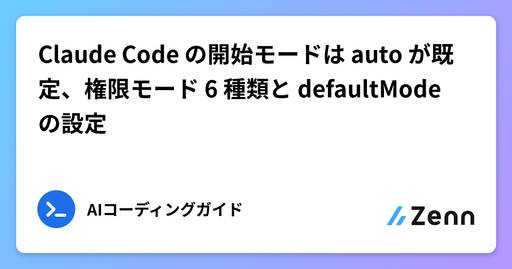 Claude Code の開始モードは auto が既
定、権限モード 6 種類と defaultMode
の設定
AIコーディングガイド
Zenn